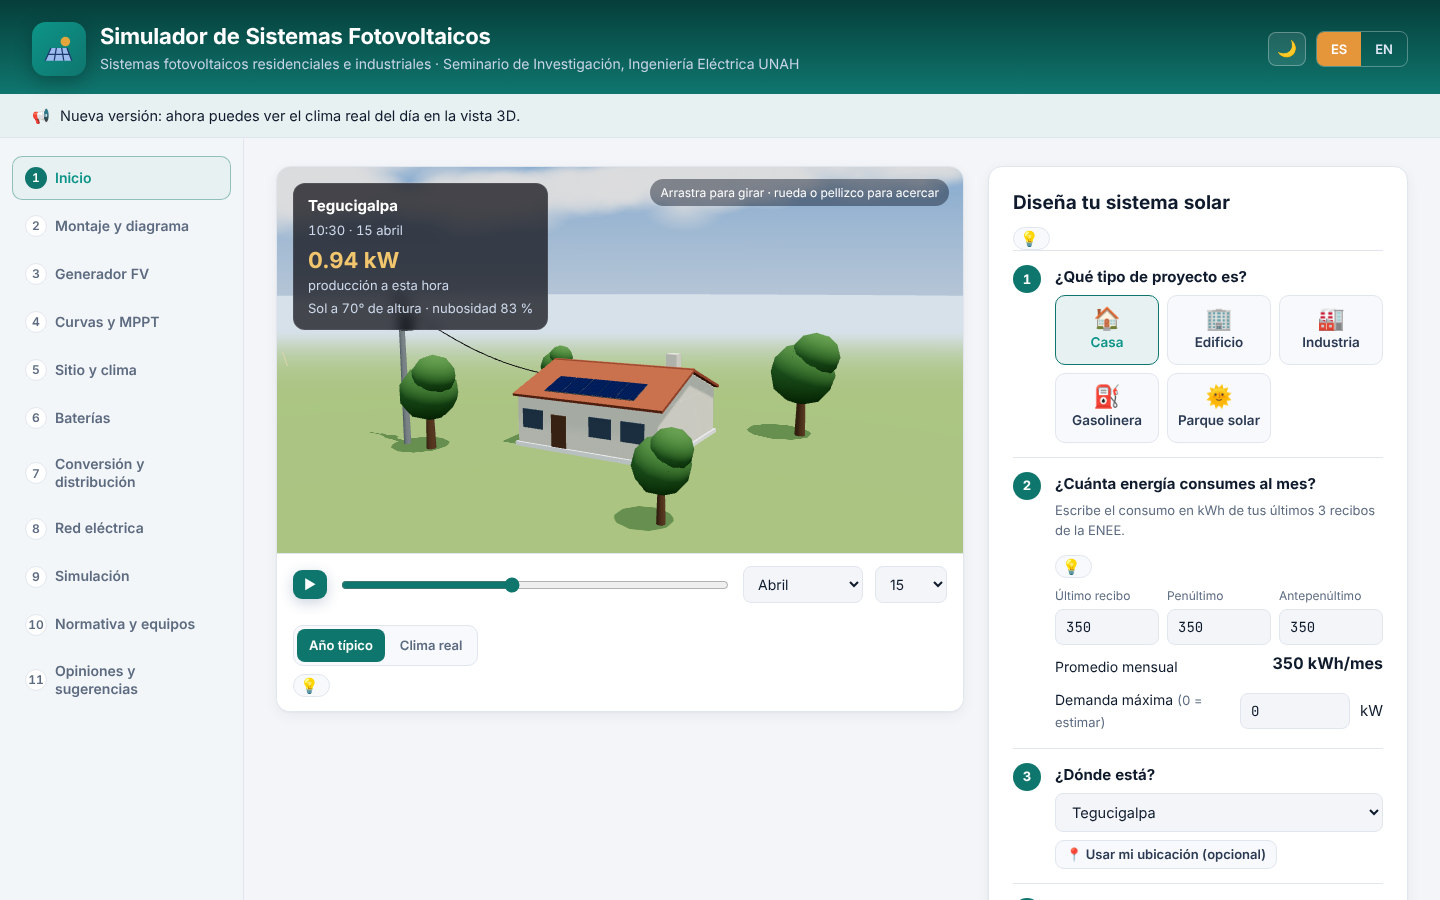 Simulador de Sistemas Fotovoltaicos
Sistemas fotovoltaicos residenciales e industriales · Seminario de Investigación, Ingeniería Eléctrica UNAH
ES
EN
Nueva versión: ahora puedes ver el clima real del día en la vista 3D.
1 Inicio
2 Montaje y diagrama
3 Generador FV
4 Curvas y MPPT
5 Sitio y clima
6 Baterías
7 Conversión y
distribución
8 Red eléctrica
9 Simulación
10 Normativa y equipos
11 Opiniones y
sugerencias
Tegucigalpa
10:30 · 15 abril
0.94 kW
producción a esta hora
Sol a 70° de altura · nubosidad 83 %
Arrastra para girar · rueda o pellizco para acercar
Abril
15
Año típico
Clima real
Diseña tu sistema solar
1 ¿Qué tipo de proyecto es?
Casa
Edificio
Industria
Gasolinera
Parque solar
2 ¿Cuánta energía consumes al mes?
Escribe el consumo en kWh de tus últimos 3 recibos
de la ENEE.
Último recibo
Penúltimo
Antepenúltimo
350
350
350
Promedio mensual
350 kWh/mes
Demanda máxima (0 =
estimar)
0
kW
3 ¿Dónde está?
Tegucigalpa
Usar mi ubicación (opcional)